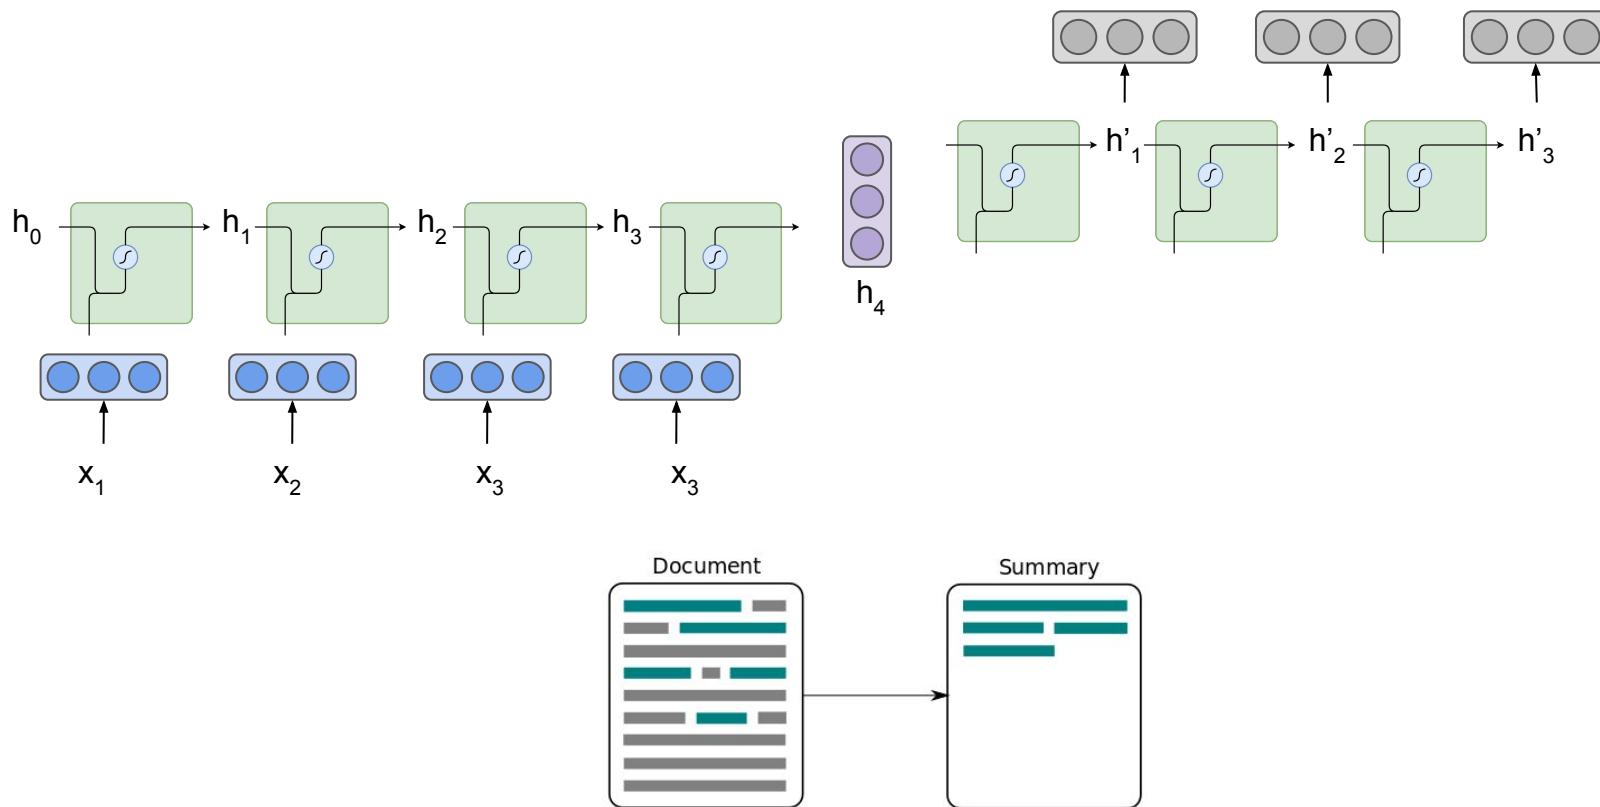 h'1 h'2 h'3
h0 h1 h2 h3
h4
x1 x2 x3 x3
Document Summary